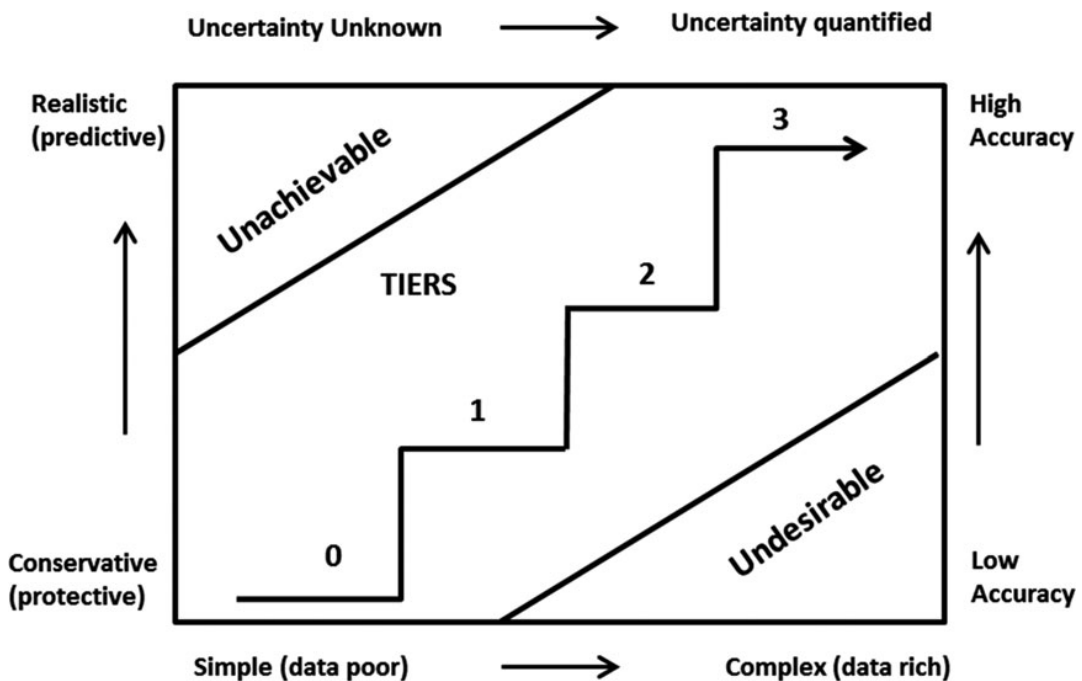 Uncertainty Unknown
Uncertainty quantified
Realistic
(predictive)
High
Accuracy
3
Unachievable
TIERS
2
1
Undesirable
0
Conservative
(protective)
Low
Accuracy
Simple (data poor)
Complex (data rich)